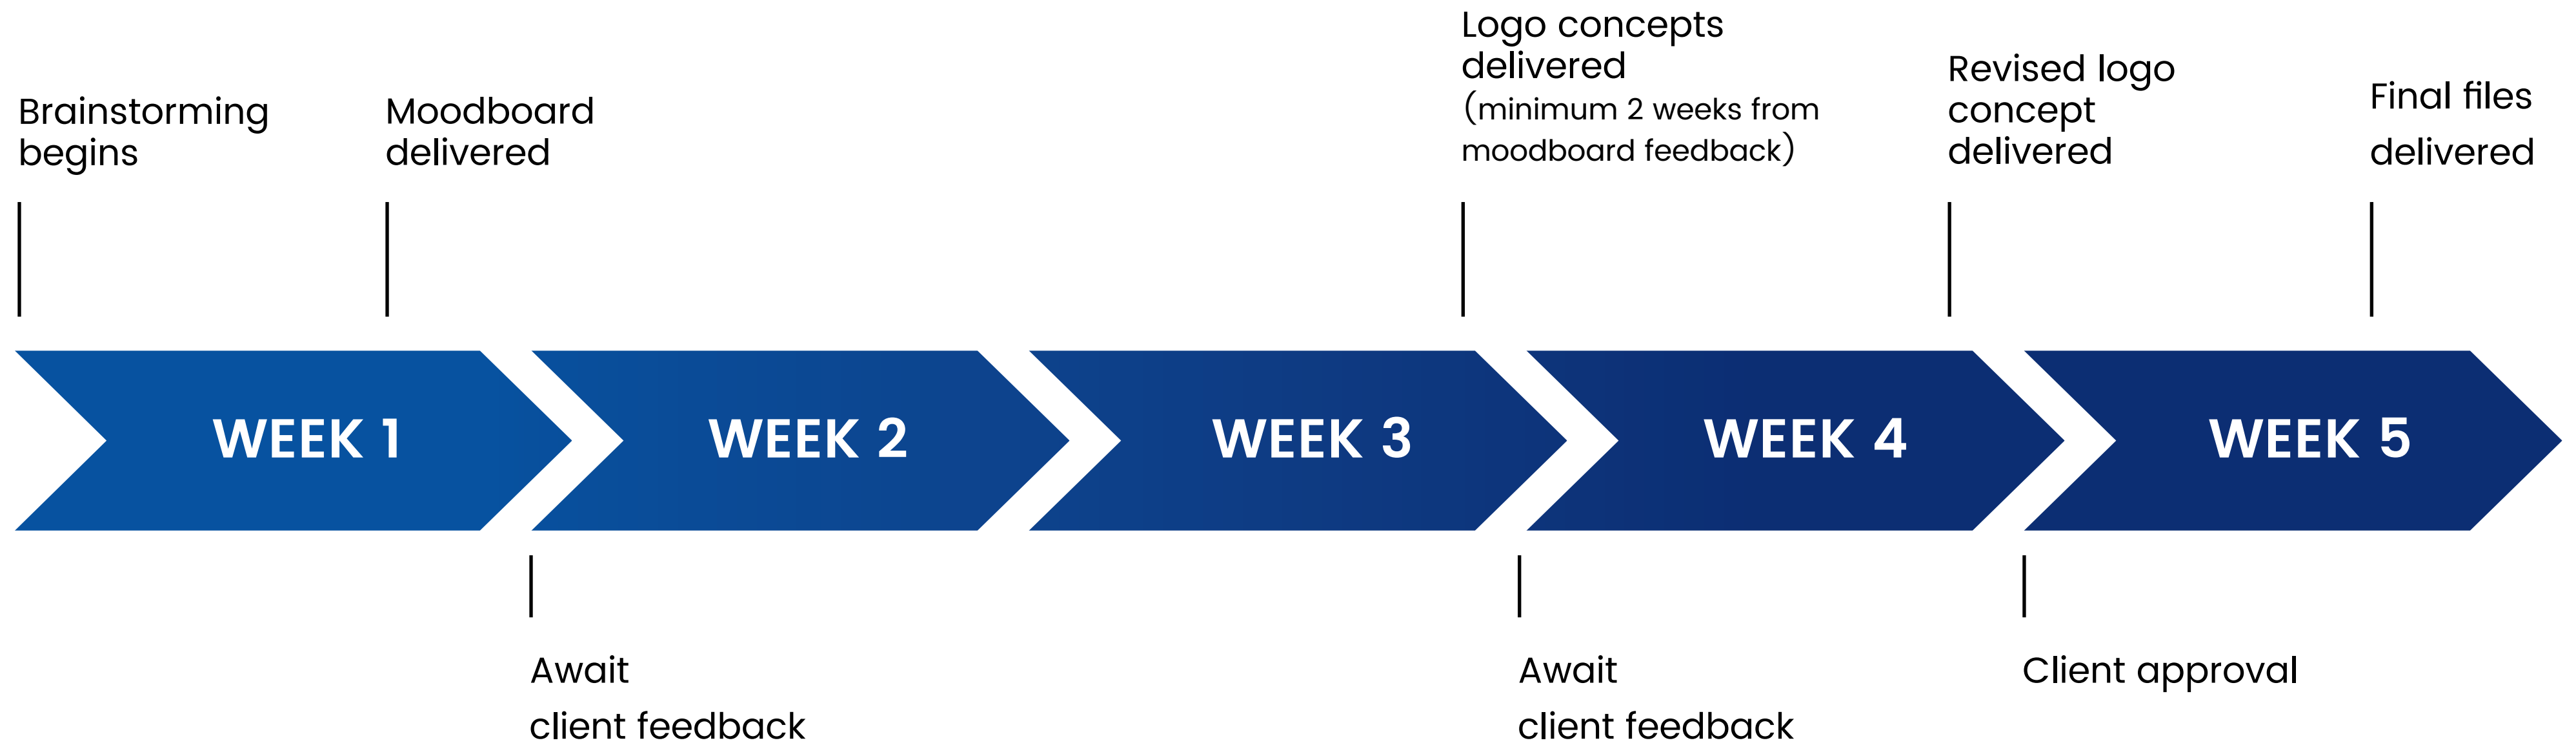 Brainstorming
begins
Moodboard
delivered
Logo concepts
delivered
(minimum 2 weeks from
moodboard feedback)
Revised logo
concept
delivered
Final files
delivered
WEEK 1
WEEK 2
WEEK 3
WEEK 4
WEEK 5
Await
client feedback
Await
client feedback
Client approval